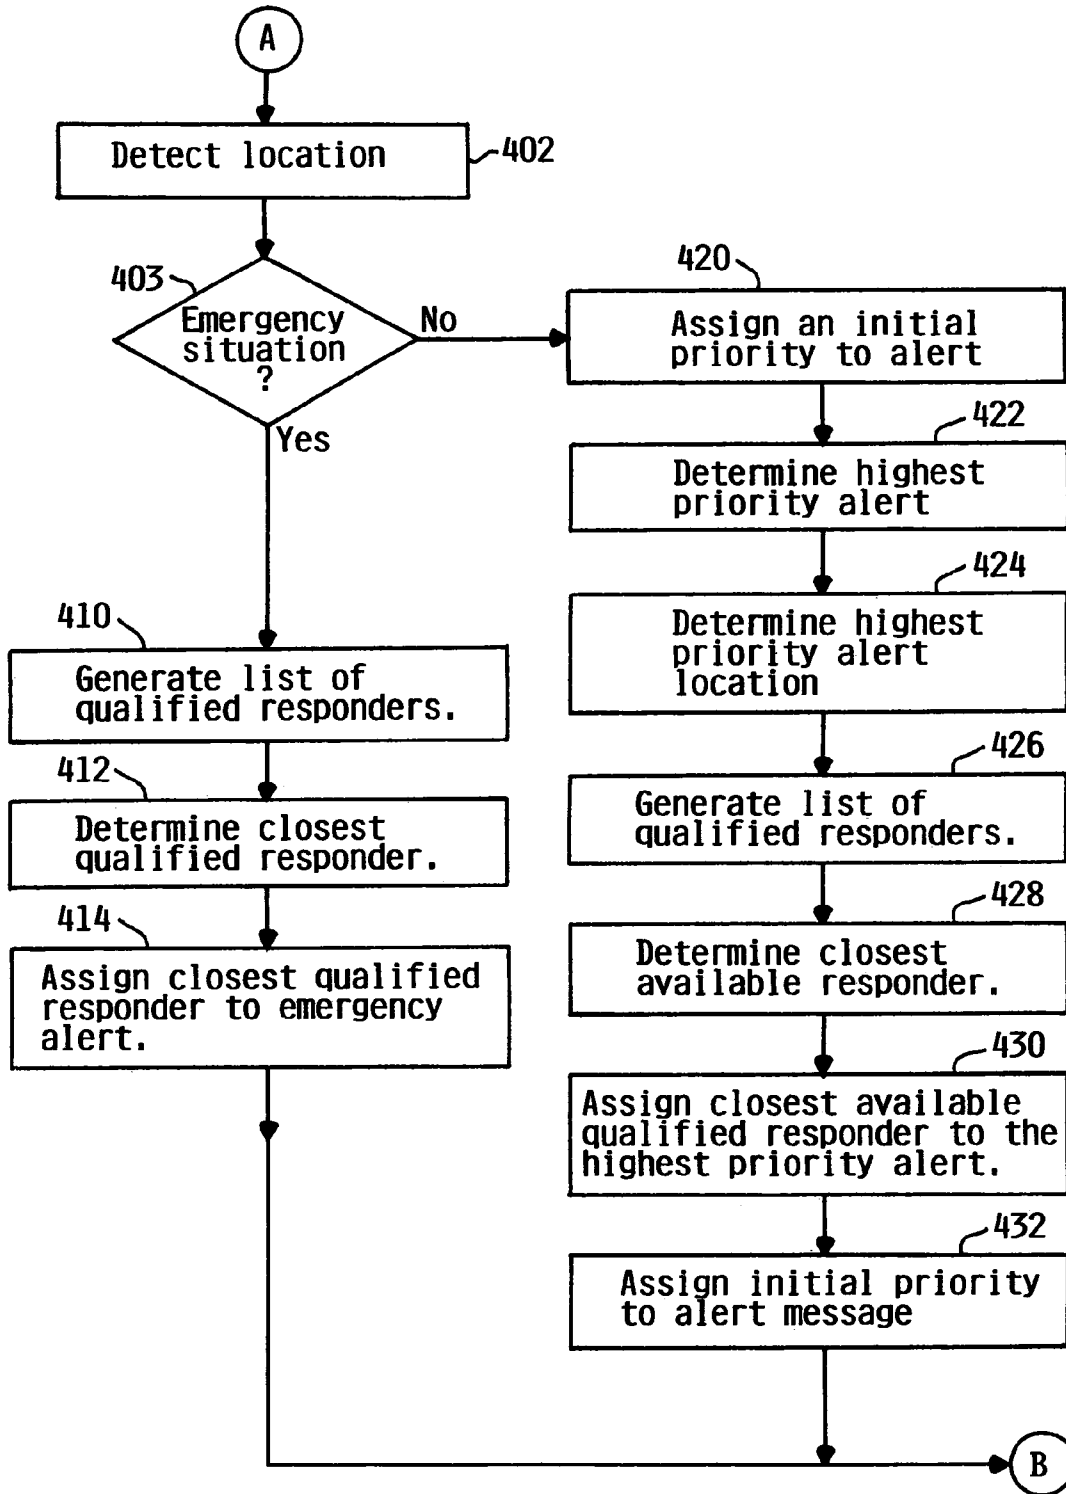 A
Detect location
402
403
Emergency
situation
?
No
Yes
420
Assign an initial
priority to alert
422
Determine highest
priority alert
424
Determine highest
priority alert
location
410
Generate list of
qualified responders.
412
Determine closest
qualified responder.
414
Assign closest qualified
responder to emergency
alert.
426
Generate list of
qualified responders.
428
Determine closest
available responder.
430
Assign closest available
qualified responder to the
highest priority alert.
432
Assign initial priority
to alert message
B